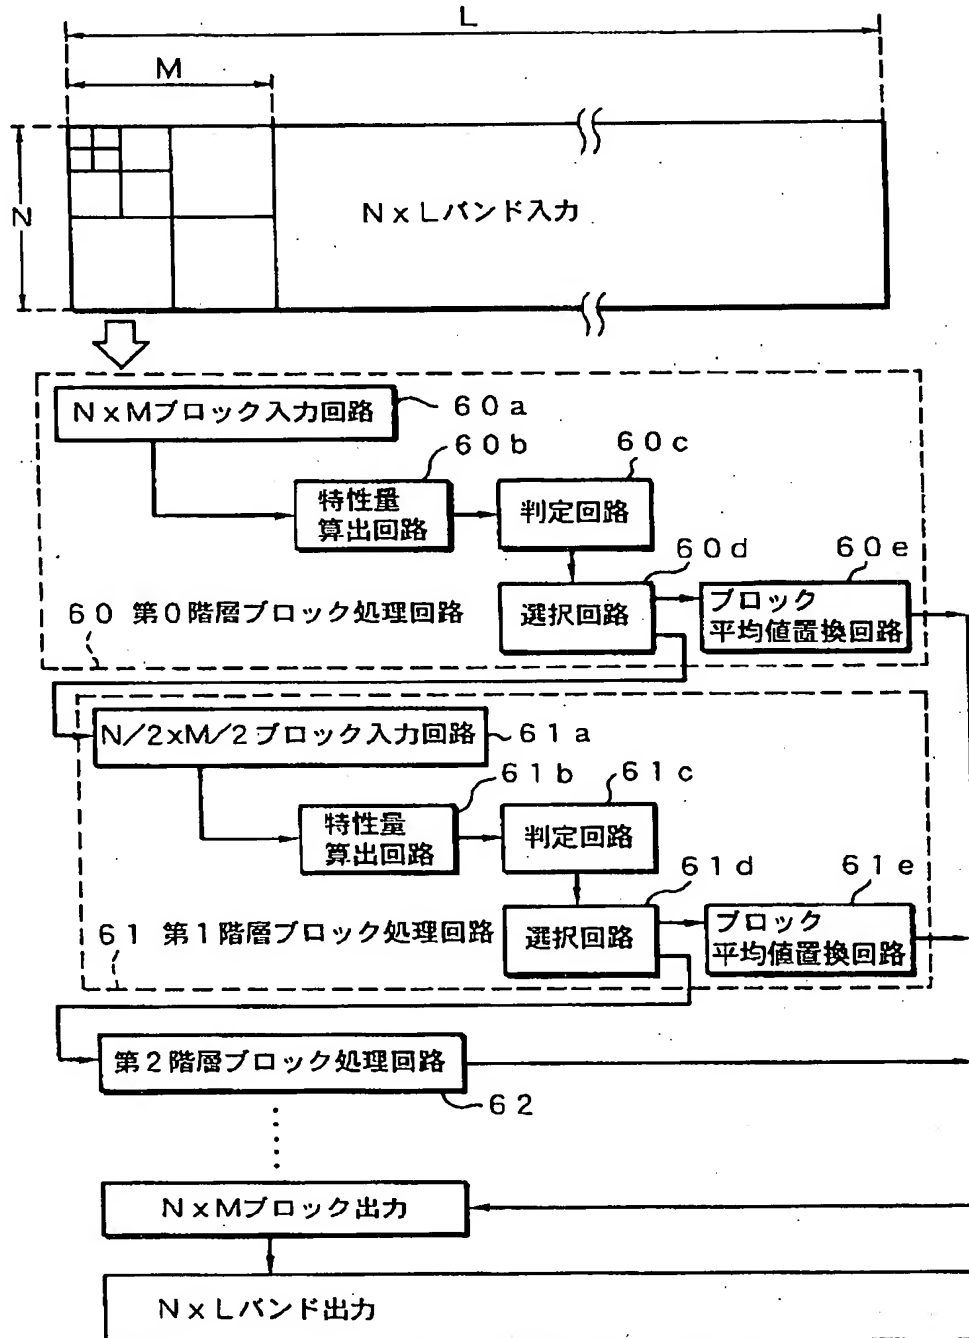 L
M
N
N×Lバンド入力
N×Mブロック入力回路
60a
60b
60c
特性量
算出回路
判定回路
60d
60e
60 第0階層ブロック処理回路
選択回路
ブロック
平均値置換回路
N/2×M/2ブロック入力回路
61a
61b
61c
特性量
算出回路
判定回路
61d
61e
61 第1階層ブロック処理回路
選択回路
ブロック
平均値置換回路
第2階層ブロック処理回路
62
N×Mブロック出力
N×Lバンド出力